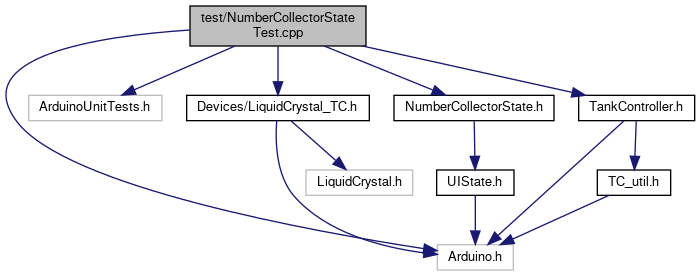 test/NumberCollectorState
Test.cpp
ArduinoUnitTests.h
Devices/LiquidCrystal_TC.h
NumberCollectorState.h
TankController.h
LiquidCrystal.h
UIState.h
TC_util.h
Arduino.h